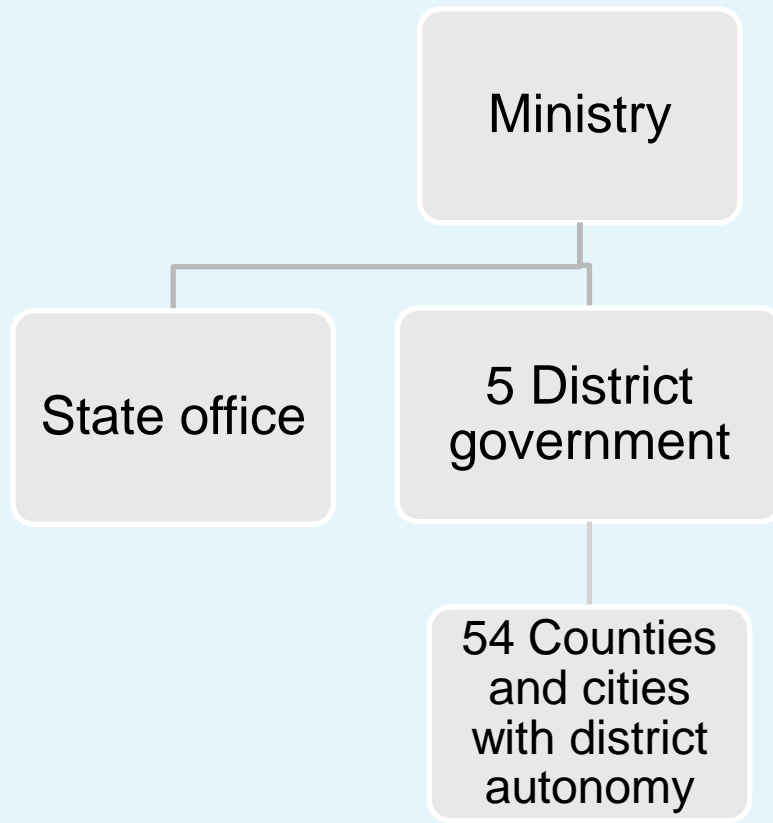 Ministry
State office
5 District
government
54 Counties
and cities
with district
autonomy